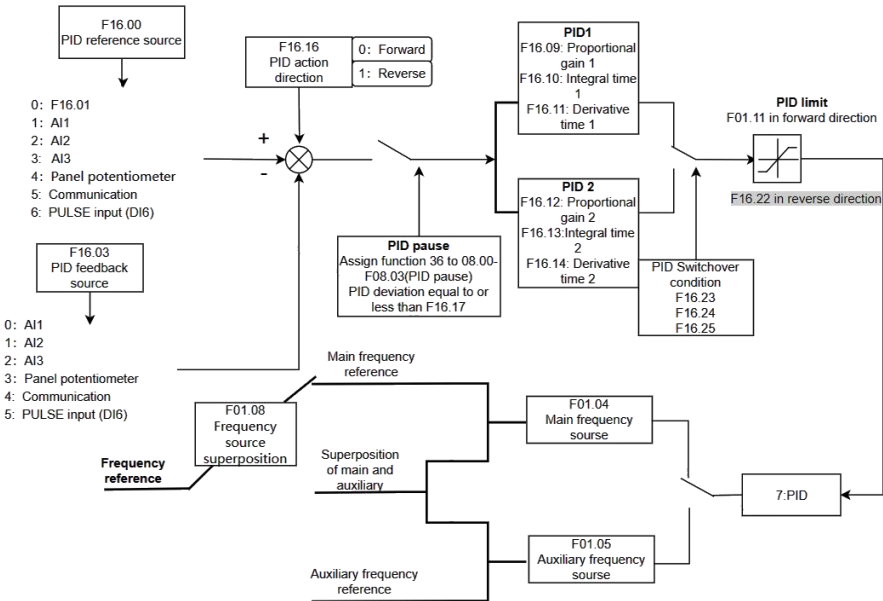 F16.00
PID reference source
0: F16.01
1: AI1
2: AI2
3: AI3
4: Panel potentiometer
5: Communication
6: PULSE input (DI6)
F16.03
PID feedback
source
0: AI1
1: AI2
2: AI3
3: Panel potentiometer
4: Communication
5: PULSE input (DI6)
F16.16
PID action
direction
0: Forward
1: Reverse
+
-
PID pause
Assign function 36 to 08.00-
F08.03(PID pause)
PID deviation equal to or
less than F16.17
PID1
F16.09: Proportional
gain 1
F16.10: Integral time
1
F16.11: Derivative
time 1
PID 2
F16.12: Proportional
gain 2
F16.13:Integral time
2
F16.14: Derivative
time 2
PID Switchover
condition
F16.23
F16.24
F16.25
PID limit
F01.11 in forward direction
F16.22 in reverse direction
Main frequency
reference
F01.08
Frequency
source
superposition
Frequency
reference
Superposition
of main and
auxiliary
Auxiliary frequency
reference
F01.04
Main frequency
sourse
F01.05
Auxiliary frequency
sourse
7:PID